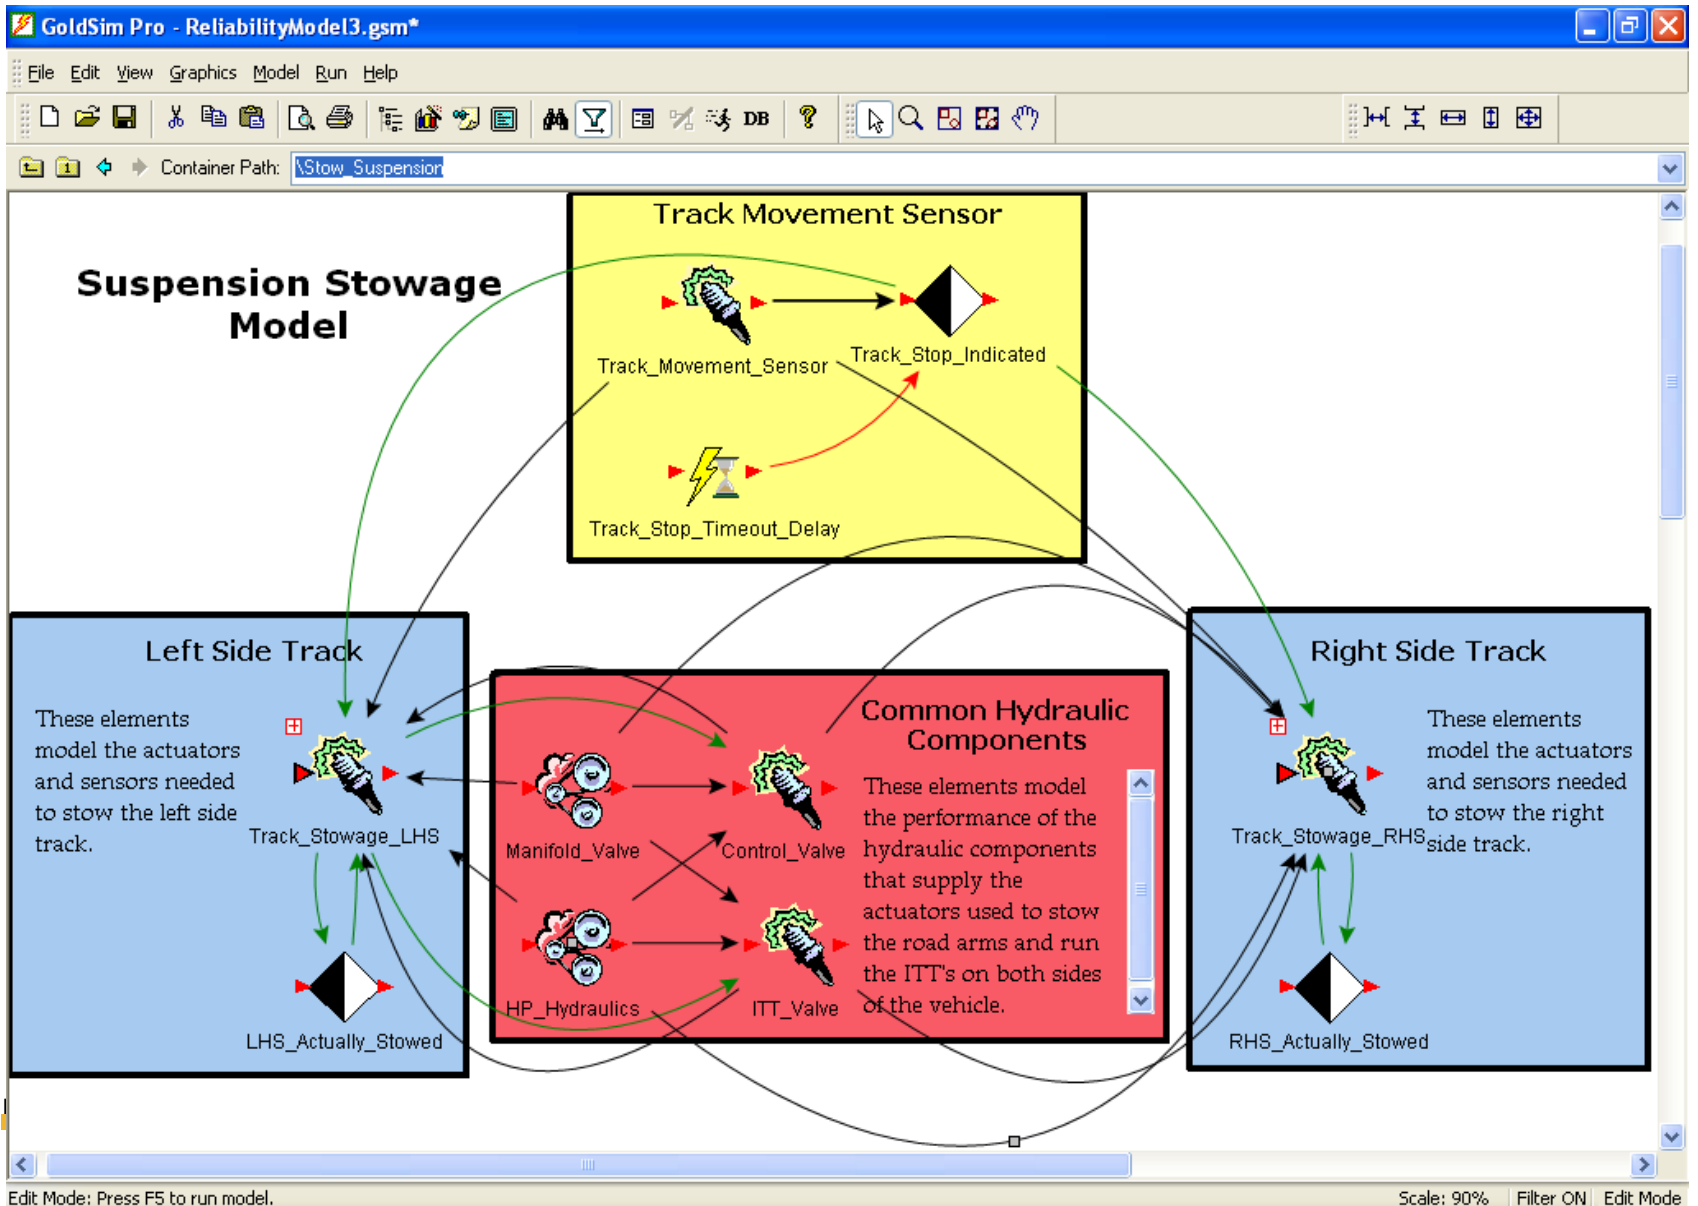 GoldSim Pro - ReliabilityModel3.gsm*
File Edit View Graphics Model Run Help
DB
Container Path: \Stow_Suspension
Suspension Stowage
Model
Track Movement Sensor
Track_Movement_Sensor
Track_Stop_Indicated
Track_Stop_Timeout_Delay
Left Side Track
These elements
model the actuators
and sensors needed
to stow the left side
track.
Track_Stowage_LHS
LHS_Actually_Stowed
Common Hydraulic
Components
These elements model
the performance of the
hydraulic components
that supply the
actuators used to stow
the road arms and run
the ITT's on both sides
of the vehicle.
Manifold_Valve
Control_Valve
HP_Hydraulics
ITT_Valve
Right Side Track
These elements
model the actuators
and sensors needed
to stow the right
side track.
Track_Stowage_RHS
RHS_Actually_Stowed
Edit Mode: Press F5 to run model.
Scale: 90% Filter ON Edit Mode